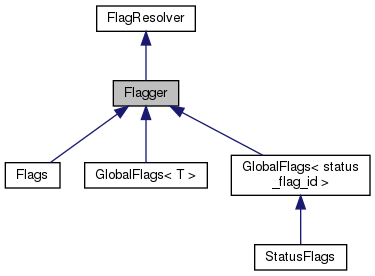 FlagResolver
Flagger
Flags
GlobalFlags< T >
GlobalFlags< status
_flag_id >
StatusFlags